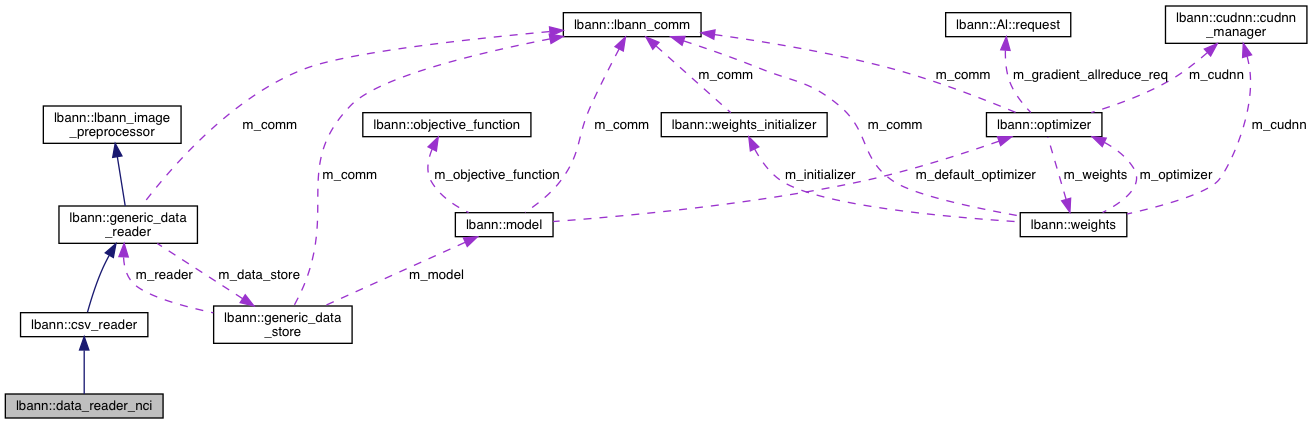 lbann::lbann_comm
lbann::Al::request
lbann::cudnn::cudnn
_manager
m_comm
m_gradient_allreduce_req
m_cudnn
lbann::lbann_image
_preprocessor
m_comm
lbann::objective_function
m_comm
lbann::weights_initializer
m_comm
lbann::optimizer
m_cudnn
m_comm
m_objective_function
m_initializer
m_default_optimizer
m_weights
m_optimizer
lbann::generic_data
_reader
lbann::model
lbann::weights
m_reader
m_data_store
m_model
lbann::csv_reader
lbann::generic_data
_store
lbann::data_reader_nci